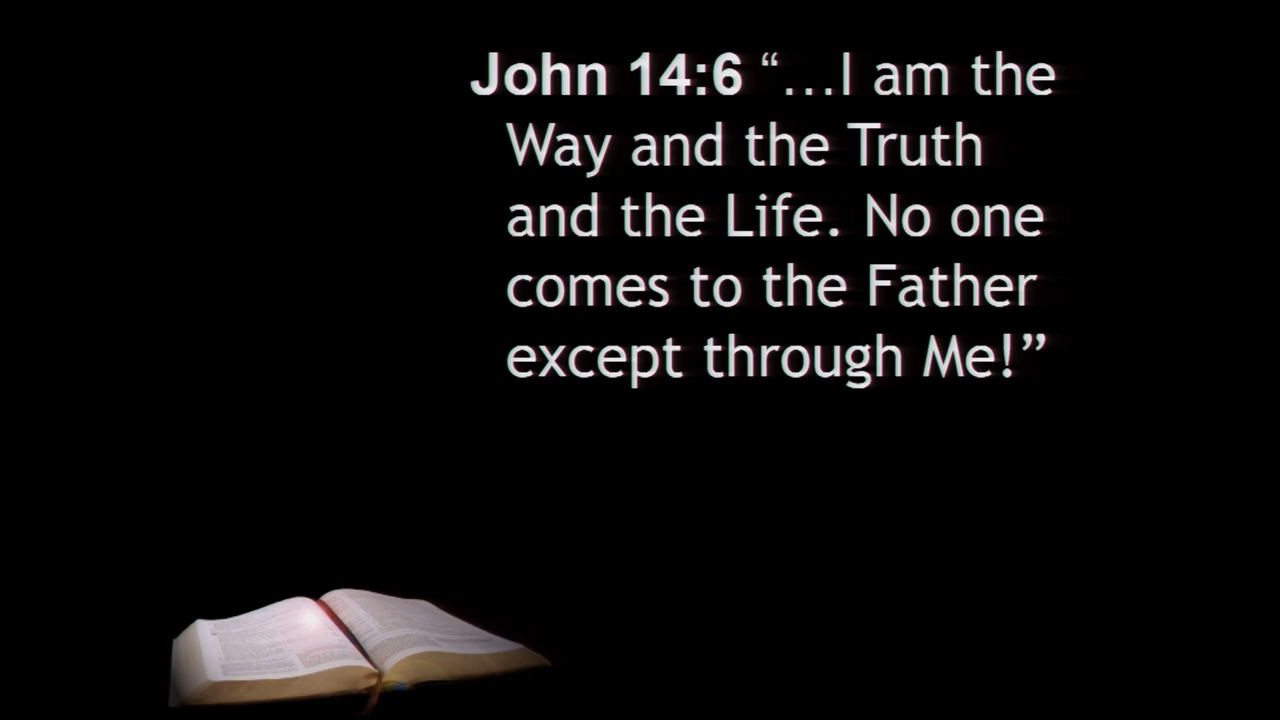 John 14:6 “...I am the
Way and the Truth
and the Life. No one
comes to the Father
except through Me!”